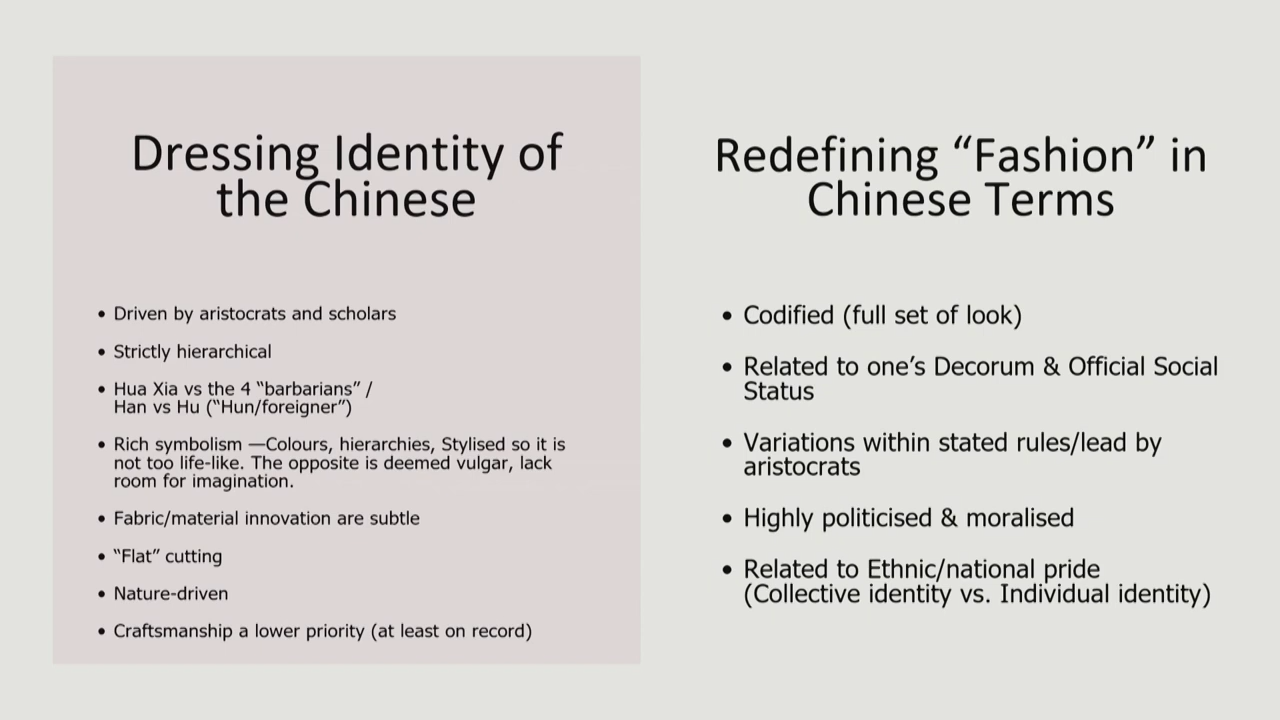 Dressing Identity of
the Chinese
• Driven by aristocrats and scholars
• Strictly hierarchical
• Hua Xia vs the 4 “barbarians” /
Han vs Hu (“Hun/foreigner”)
• Rich symbolism —Colours, hierarchies, Stylised so it is
not too life-like. The opposite is deemed vulgar, lack
room for imagination.
• Fabric/material innovation are subtle
• “Flat” cutting
• Nature-driven
• Craftsmanship a lower priority (at least on record)
Redefining “Fashion” in
Chinese Terms
• Codified (full set of look)
• Related to one’s Decorum & Official Social
Status
• Variations within stated rules/lead by
aristocrats
• Highly politicised & moralised
• Related to Ethnic/national pride
(Collective identity vs. Individual identity)